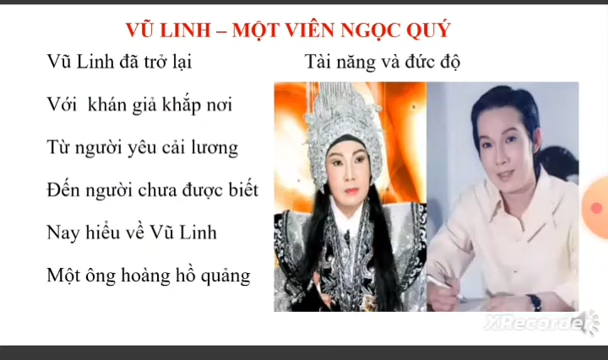 VŨ LINH – MỘT VIÊN NGỌC QUÝ
Vũ Linh đã trở lại
Với khán giả khắp nơi
Từ người yêu cải lương
Đến người chưa được biết
Nay hiểu về Vũ Linh
Một ông hoàng hồ quảng
Tài năng và đức độ
XRecorder